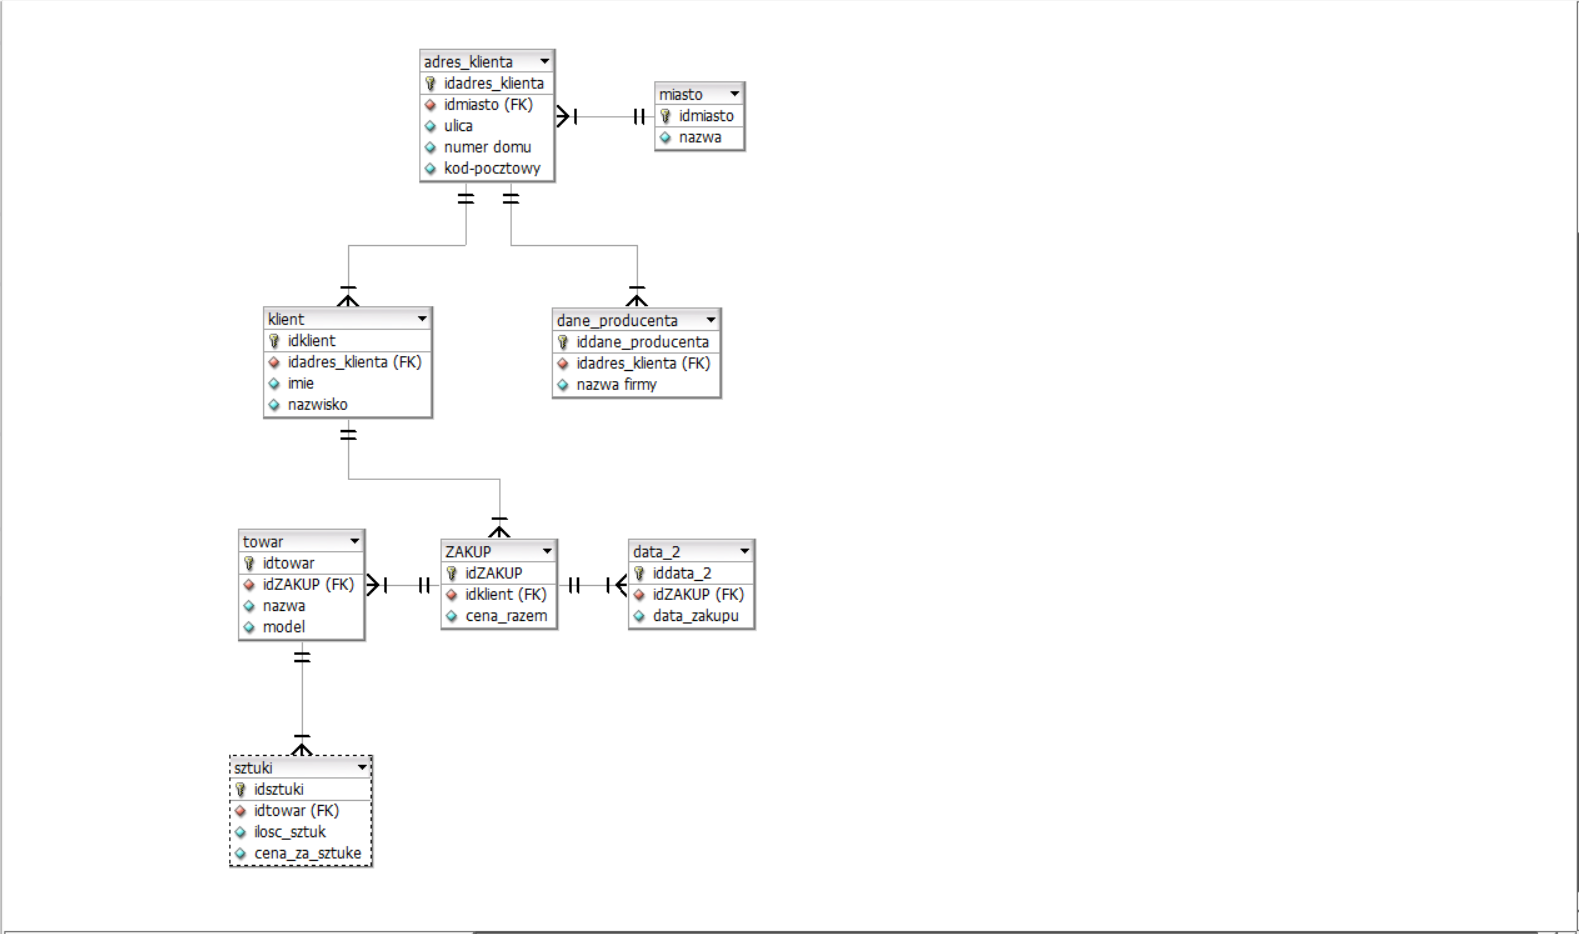 adres_klienta
idadres_klienta
idmiasto (FK)
ulica
numer domu
kod-pocztowy
miasto
idmiasto
nazwa
klient
idklient
idadres_klienta (FK)
imie
nazwisko
dane_producenta
iddane_producenta
idadres_klienta (FK)
nazwa firmy
towar
idtowar
idZAKUP (FK)
nazwa
model
ZAKUP
idZAKUP
idklient (FK)
cena_razem
data_2
iddata_2
idZAKUP (FK)
data_zakupu
sztuki
idsztuki
idtowar (FK)
ilosc_sztuk
cena_za_sztuke